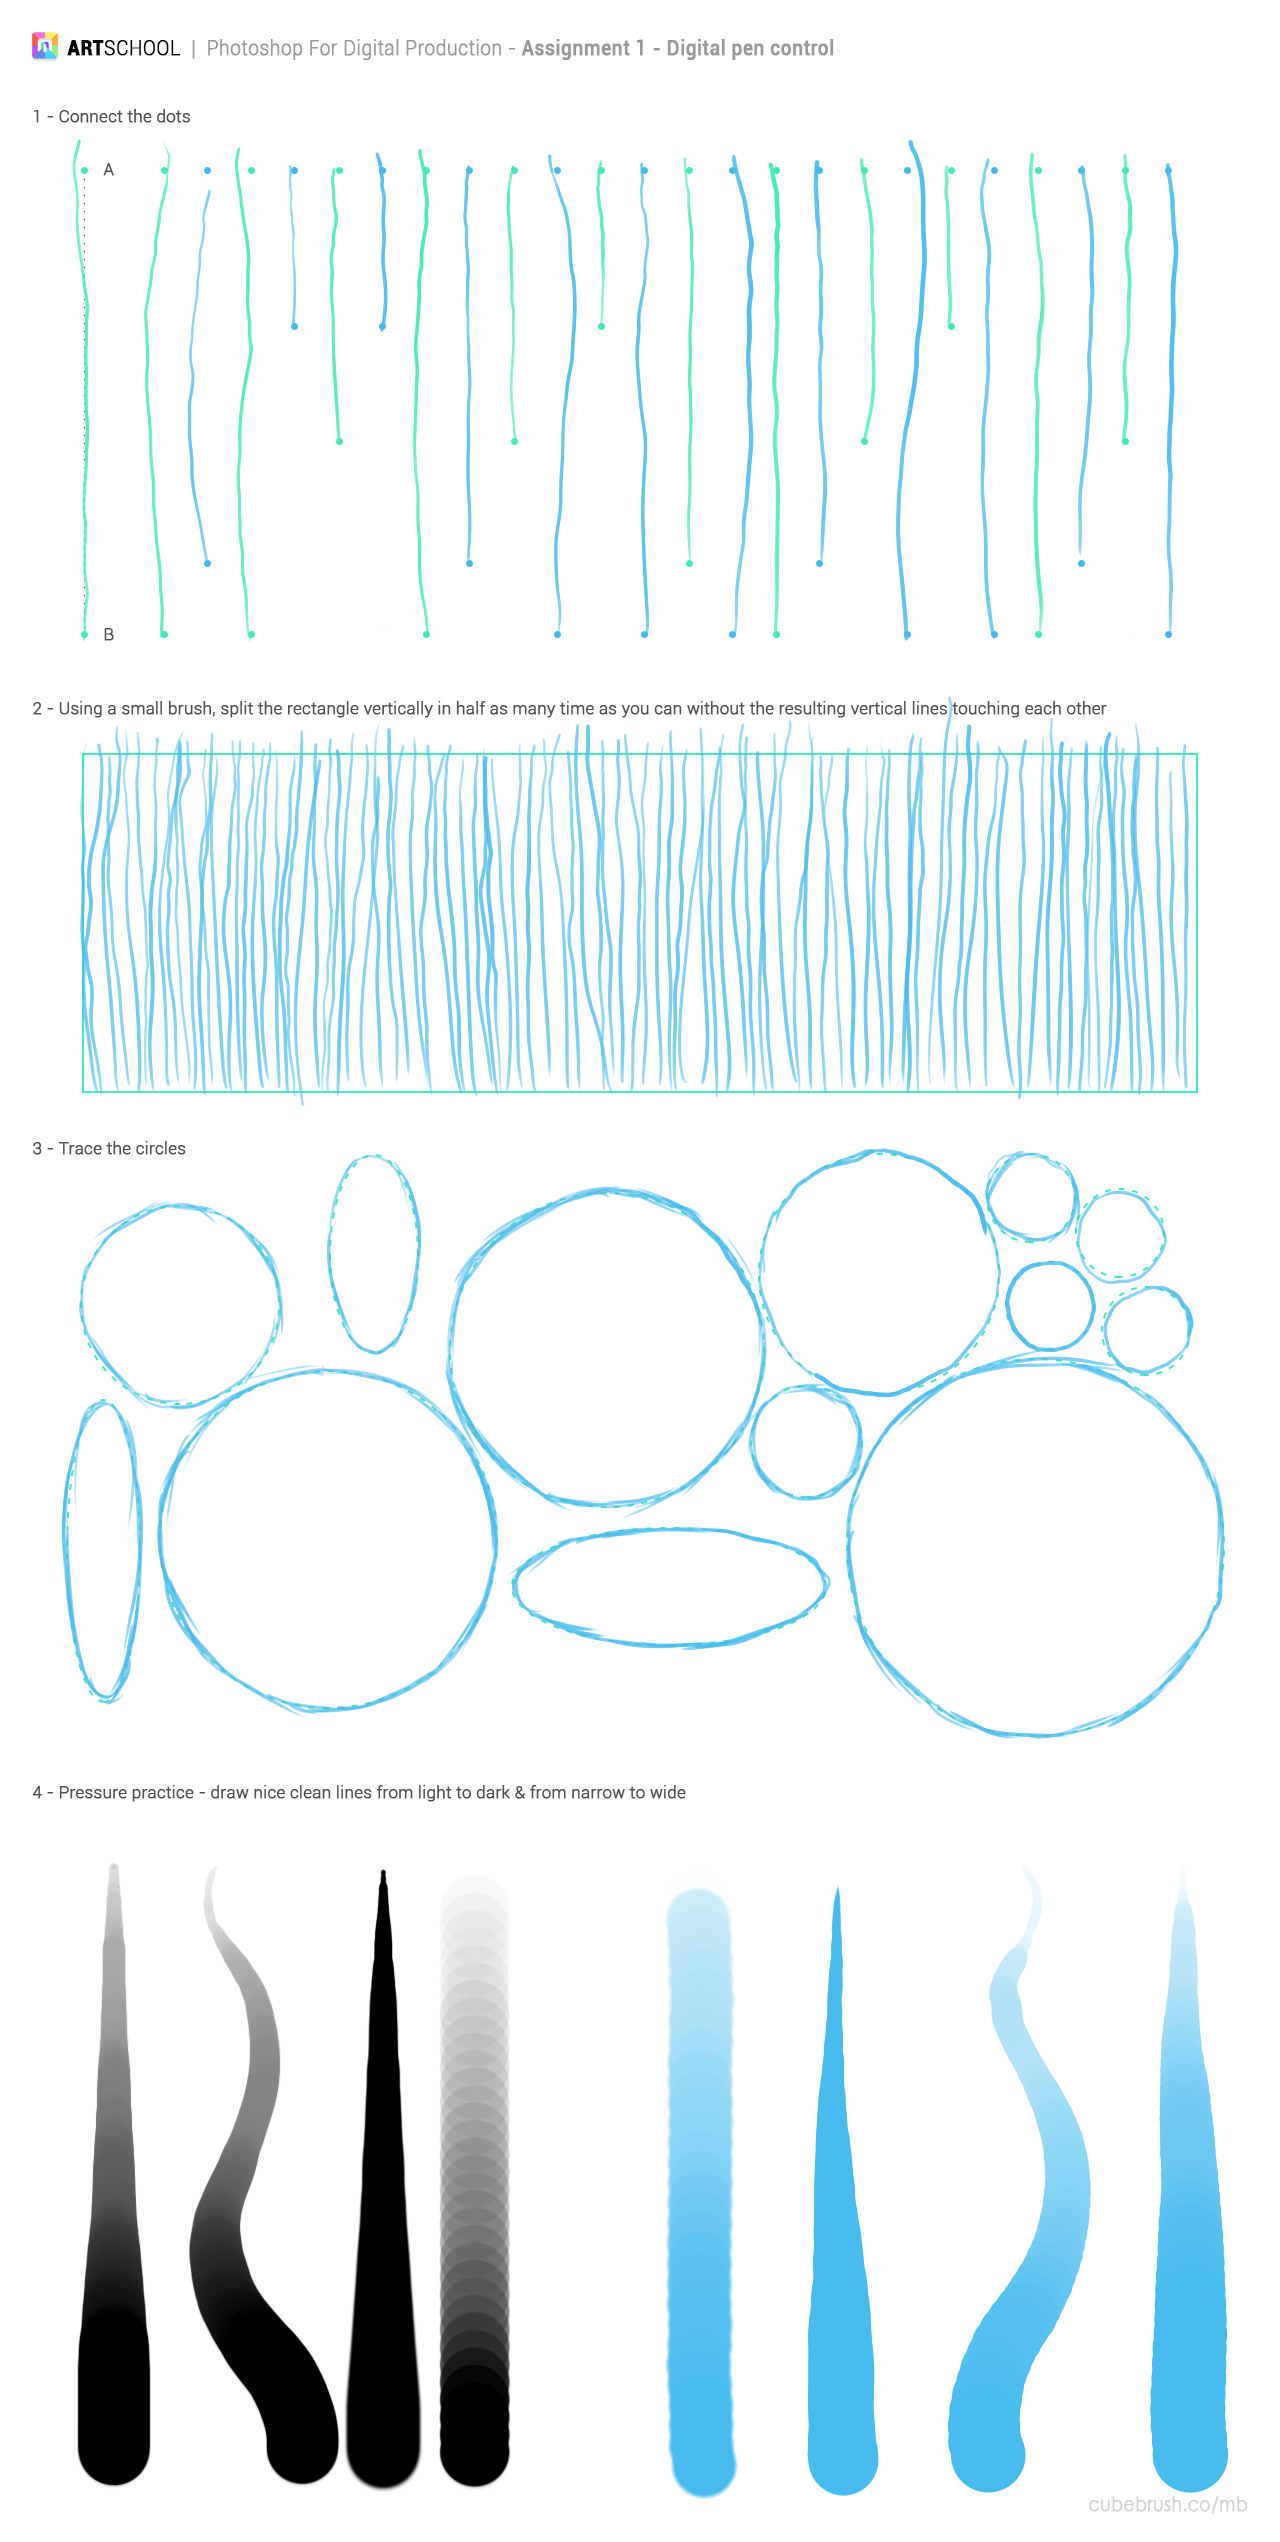 ARTSCHOOL | Photoshop For Digital Production - Assignment 1 - Digital pen control
1 - Connect the dots
A
B
2 - Using a small brush, split the rectangle vertically in half as many time as you can without the resulting vertical lines touching each other
3 - Trace the circles
4 - Pressure practice - draw nice clean lines from light to dark & from narrow to wide
cubebrush.co/mb